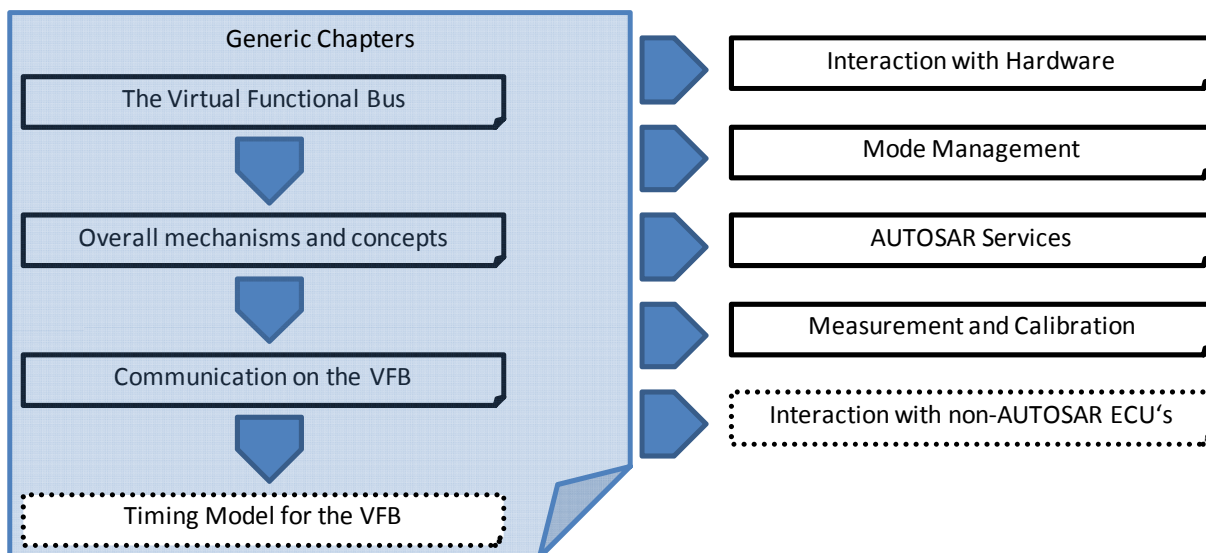 Generic Chapters
The Virtual Functional Bus
Overall mechanisms and concepts
Communication on the VFB
Timing Model for the VFB
Interaction with Hardware
Mode Management
AUTOSAR Services
Measurement and Calibration
Interaction with non-AUTOSAR ECU‘s